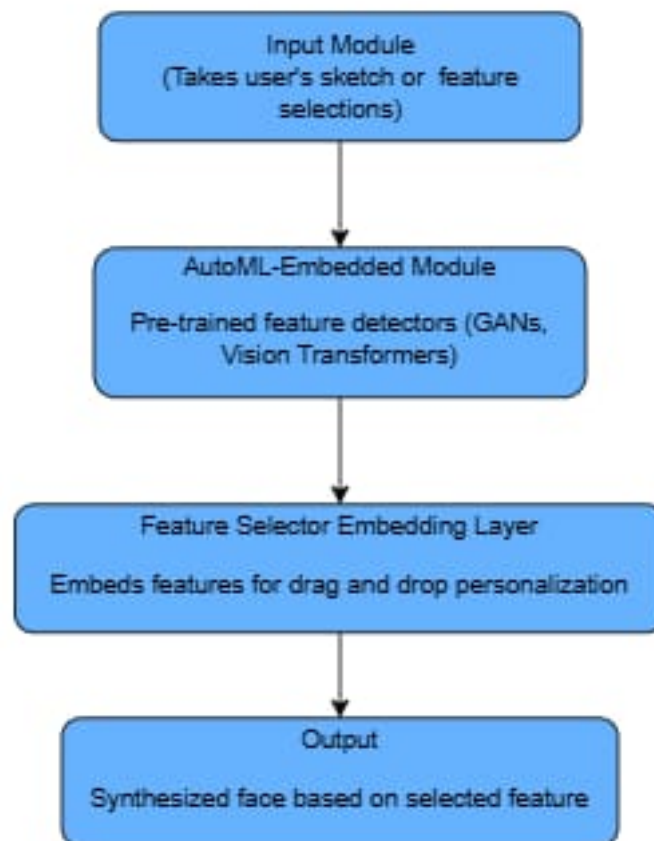 Input Module
(Takes user's sketch or feature
selections)
AutoML-Embedded Module
Pre-trained feature detectors (GANs,
Vision Transformers)
Feature Selector Embedding Layer
Embeds features for drag and drop personalization
Output
Synthesized face based on selected feature